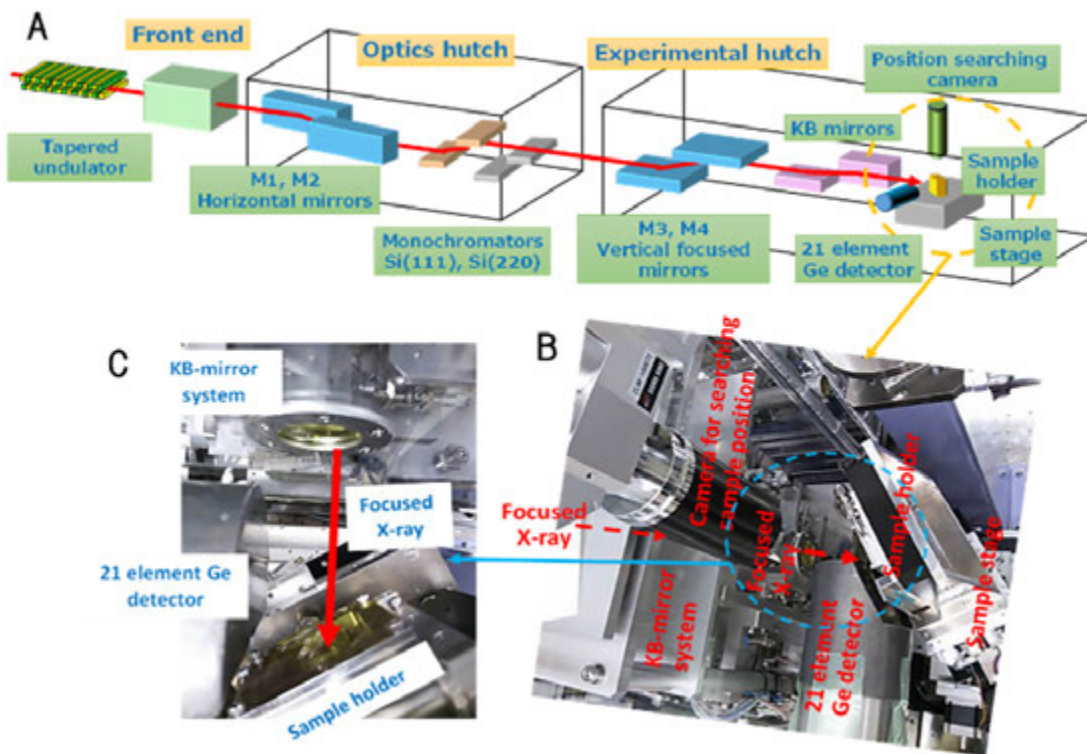 A
Front end
Optics hutch
Experimental hutch
Position searching
camera
KB mirrors
Tapered
undulator
M1, M2
Horizontal mirrors
Sample
holder
Monochromators
Si(111), Si(220)
M3, M4
Vertical focused
mirrors
21 element
Ge detector
Sample
stage
C
KB-mirror
system
Focused
X-ray
21 element Ge
detector
Sample holder
B
Camera for searching
sample position
Focused
X-ray
Focused
X-ray
Sample holder
KB-mirror
system
21 element
Ge detector
Sample stage